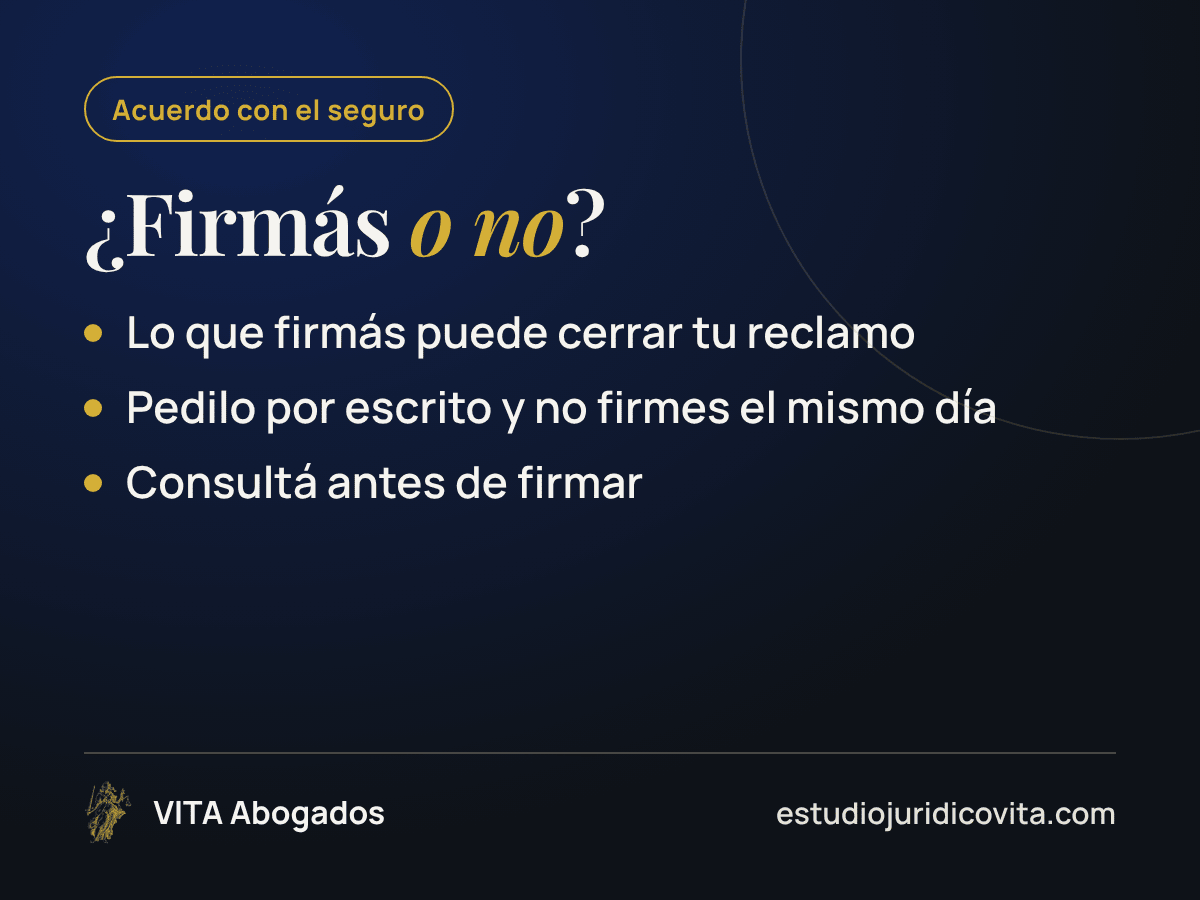 Acuerdo con el seguro
¿Firmás o no?
Lo que firmás puede cerrar tu reclamo
Pedilo por escrito y no firmes el mismo día
Consultá antes de firmar
VITA Abogados
estudiojuridicovita.com